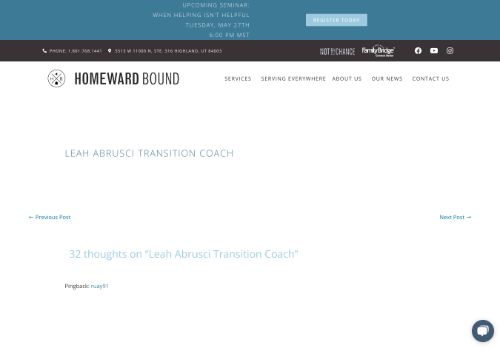 UPCOMING SEMINAR:
WHEN HELPING ISN'T HELPFUL
TUESDAY, MAY 27TH
6:00 PM MST
REGISTER TODAY
PHONE: 1.801.768.1441
5513 W 11000 N, STE. 316 HIGHLAND, UT 84003
NOT BY CHANCE
FamilyBridge
HOMEWARD BOUND
SERVICES
SERVING EVERYWHERE
ABOUT US
OUR NEWS
CONTACT US
LEAH ABRUSCI TRANSITION COACH
← Previous Post
Next Post →
32 thoughts on “Leah Abrusci Transition Coach”
Pingback: ruay91